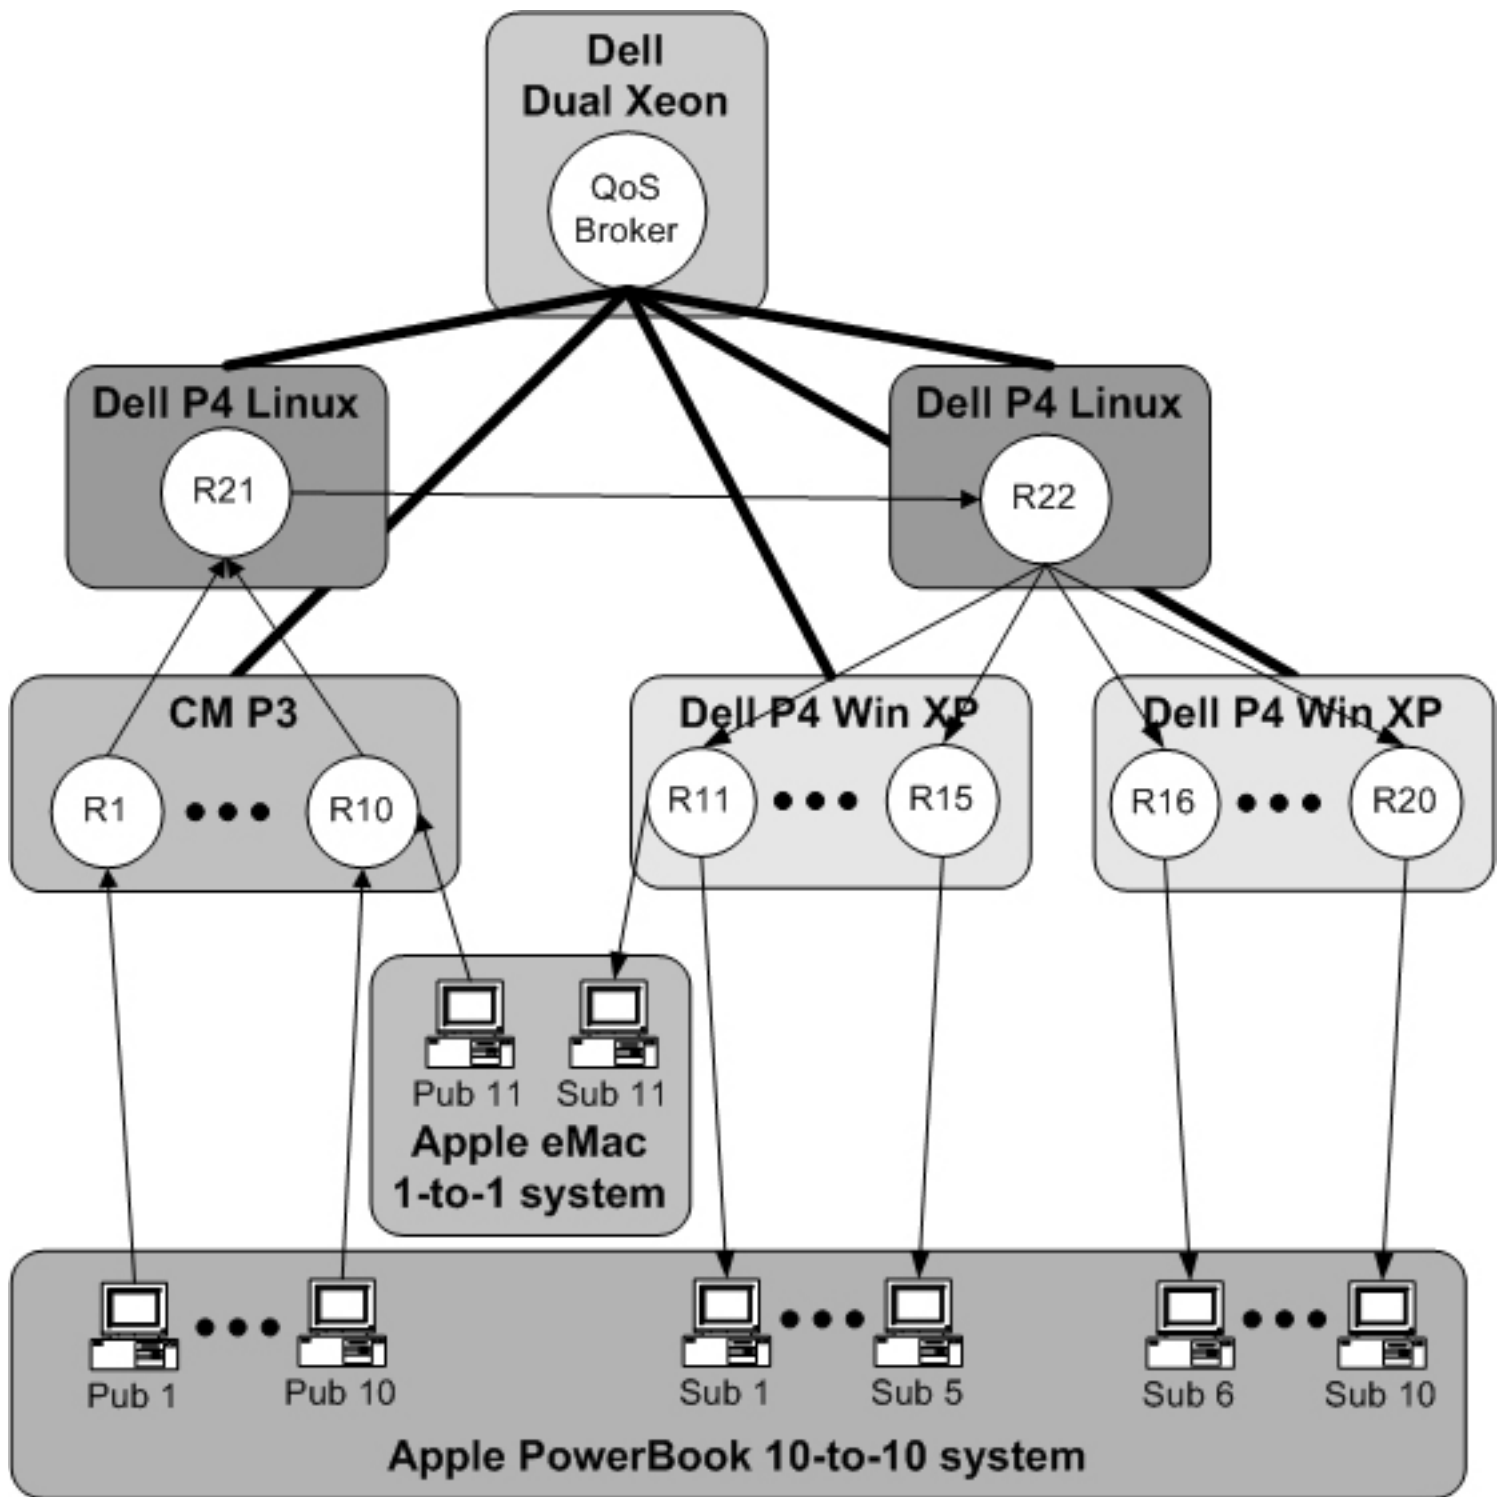 Dell
Dual Xeon
QoS
Broker
Dell P4 Linux
R21
Dell P4 Linux
R22
CM P3
R1
R10
Dell P4 Win XP
R11
R15
Dell P4 Win XP
R16
R20
Pub 11
Sub 11
Apple eMac
1-to-1 system
Pub 1
Pub 10
Sub 1
Sub 5
Sub 6
Sub 10
Apple PowerBook 10-to-10 system